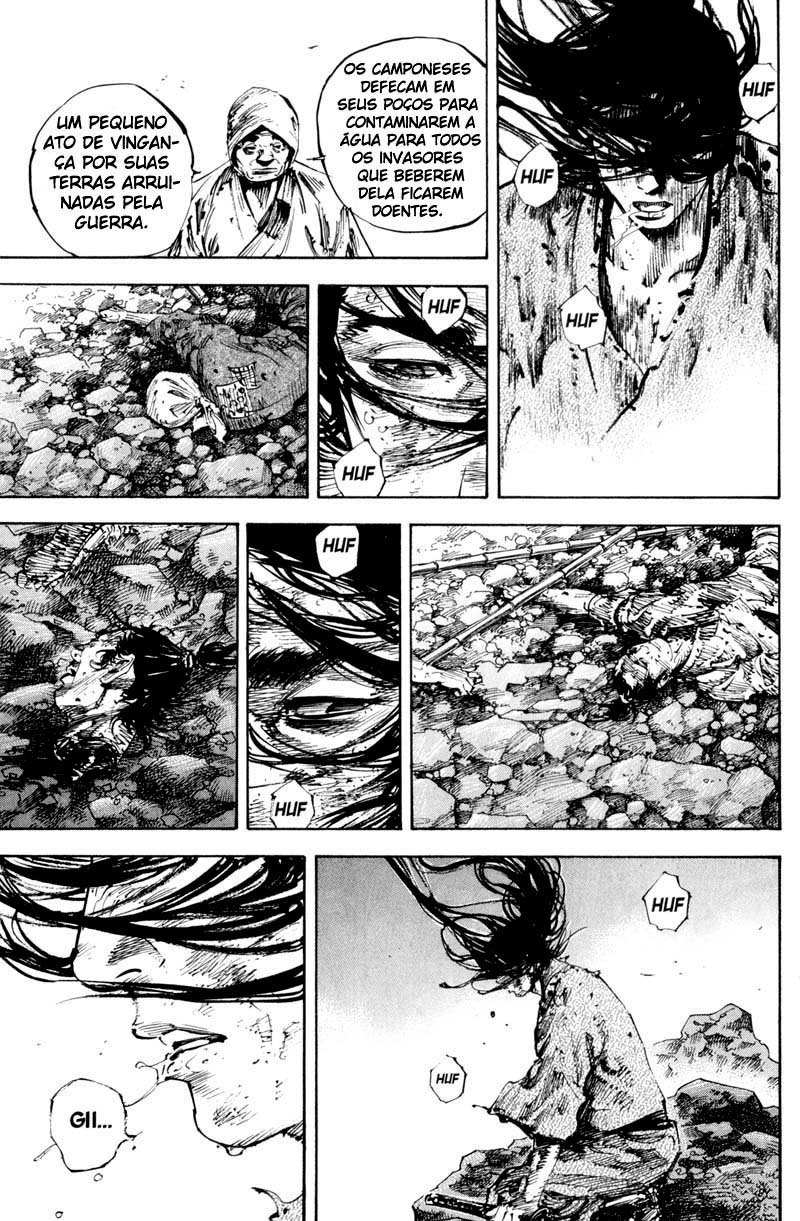 HUF
HUF
HUF
OS CAMPONESES
DEFECAM EM
SEUS POÇOS PARA
CONTAMINAREM A
ÁGUA PARA TODOS
OS INVASORES
QUE BEBEREM
DELA FICAREM
DOENTES.
UM PEQUENO
ATO DE VINGAN-
ÇA POR SUAS
TERRAS ARRUI-
NADAS PELA
GUERRA.
HUF
HUF
HUF
HUF
HUF
HUF
GII...